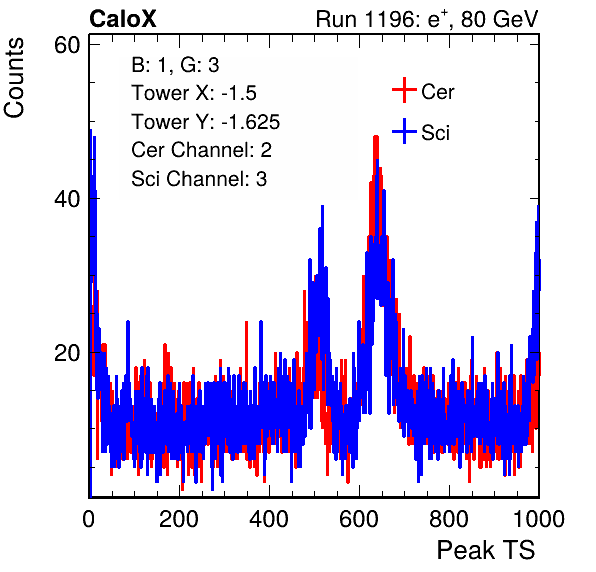 CaloX Run 1196: e⁺, 80 GeV
Counts
60
B: 1, G: 3
Tower X: -1.5
Tower Y: -1.625
Cer Channel: 2
Sci Channel: 3
Cer
Sci
40
20
0 200 400 600 800 1000
Peak TS